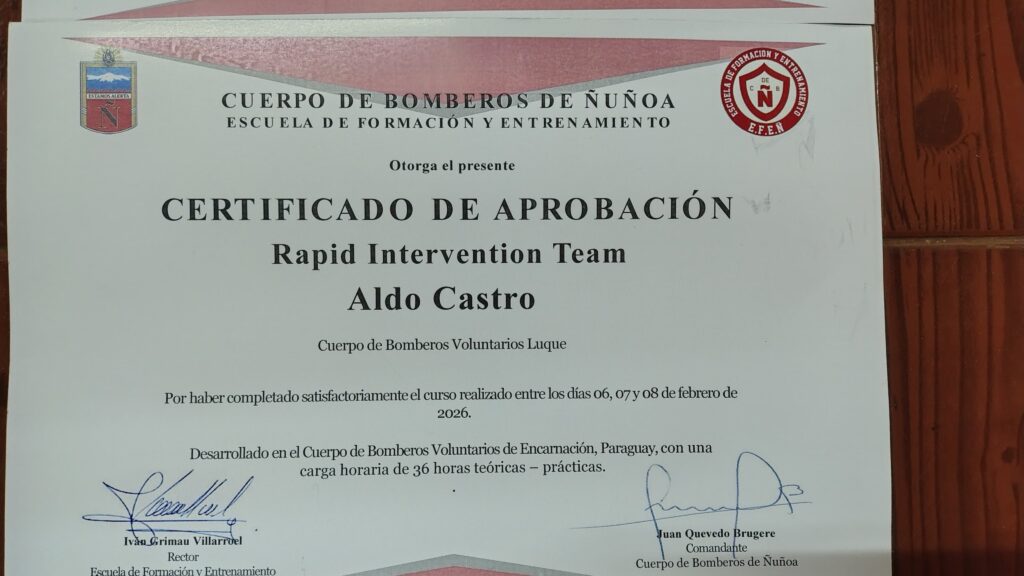 CUERPO DE BOMBEROS DE ÑUÑOA
ESCUELA DE FORMACIÓN Y ENTRENAMIENTO
ESTAMOS ALERTA
Ñ
ESCUELA DE FORMACION Y ENTRENAMIENTO
DE
C Ñ B
E.F.E.Ñ
Otorga el presente
CERTIFICADO DE APROBACIÓN
Rapid Intervention Team
Aldo Castro
Cuerpo de Bomberos Voluntarios Luque
Por haber completado satisfactoriamente el curso realizado entre los días 06, 07 y 08 de febrero de
2026.
Desarrollado en el Cuerpo de Bomberos Voluntarios de Encarnación, Paraguay, con una
carga horaria de 36 horas teóricas – prácticas.
Iván Grimau Villarroel
Rector
Escuela de Formación y Entrenamiento
Juan Quevedo Brugere
Comandante
Cuerpo de Bomberos de Ñuñoa